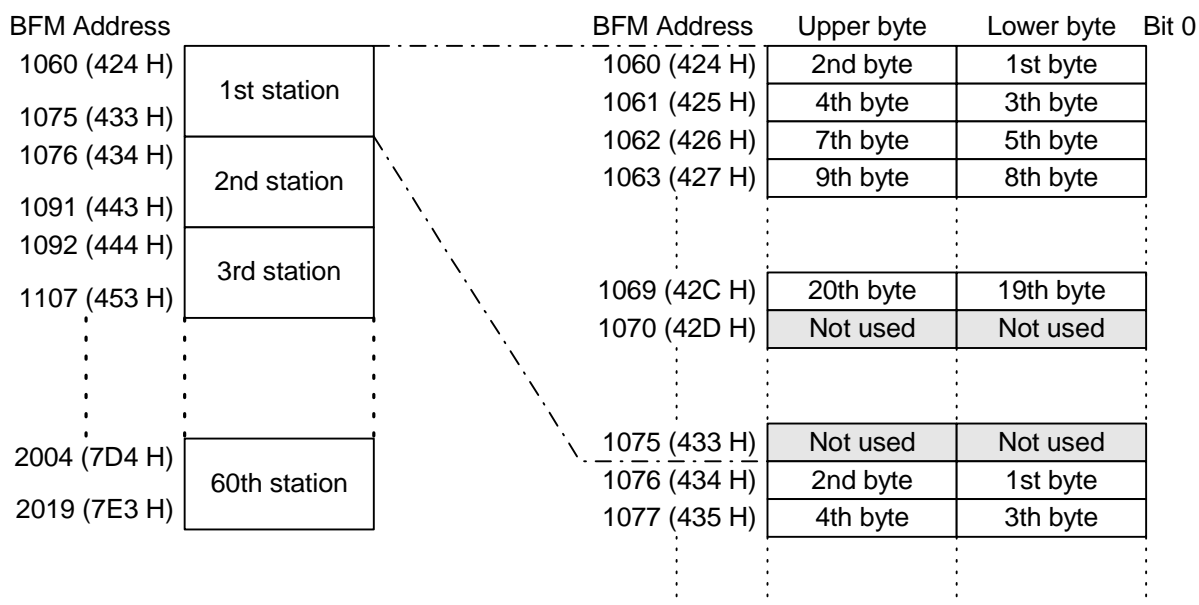 BFM Address
1060 (424 H)
1st station
1075 (433 H)
1076 (434 H)
2nd station
1091 (443 H)
1092 (444 H)
3rd station
1107 (453 H)
2004 (7D4 H)
60th station
2019 (7E3 H)
BFM Address Upper byte Lower byte Bit 0
1060 (424 H) 2nd byte 1st byte
1061 (425 H) 4th byte 3th byte
1062 (426 H) 7th byte 5th byte
1063 (427 H) 9th byte 8th byte
1069 (42C H) 20th byte 19th byte
1070 (42D H) Not used Not used
1075 (433 H) Not used Not used
1076 (434 H) 2nd byte 1st byte
1077 (435 H) 4th byte 3th byte